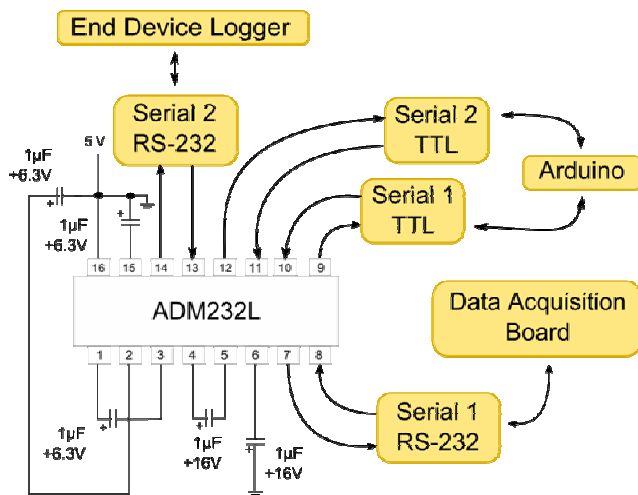 End Device Logger
Serial 2
RS-232
Serial 2
TTL
Arduino
Serial 1
TTL
5 V
1µF
+6.3V
+
1µF
+6.3V
+
16 15 14 13 12 11 10 9
ADM232L
1 2 3 4 5 6 7 8
Data Acquisition
Board
1µF
+6.3V
+
1µF
+16V
+
1µF
+16V
+
Serial 1
RS-232